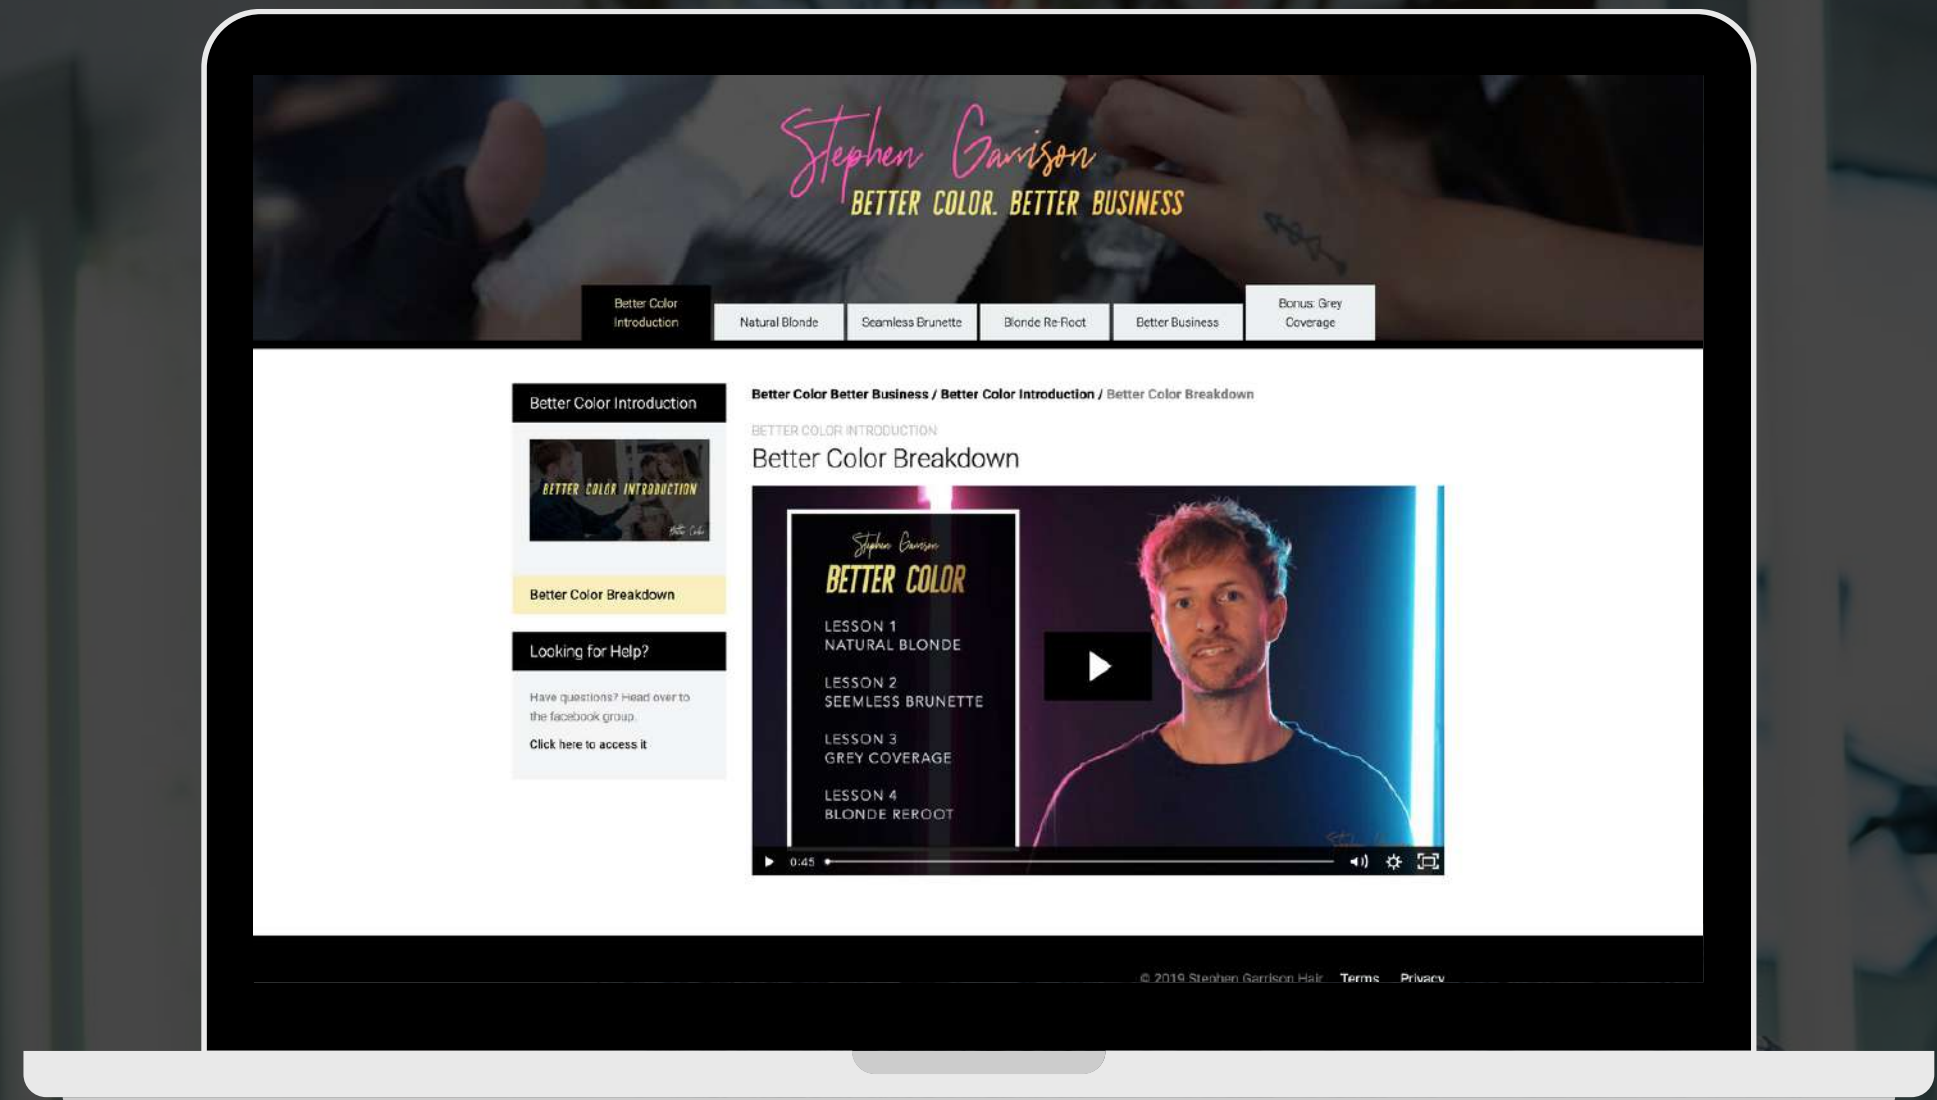 Stephen Garrison
BETTER COLOR. BETTER BUSINESS
Better Color
Introduction
Natural Blonde
Seamless Brunette
Blonde Re-Root
Better Business
Bonus: Grey
Coverage
Better Color Introduction
BETTER COLOR INTRODUCTION
Better Color Breakdown
Looking for Help?
Have questions? Head over to
the facebook group.
Click here to access it
Better Color Better Business / Better Color Introduction / Better Color Breakdown
BETTER COLOR INTRODUCTION
Better Color Breakdown
Stephen Garrison
BETTER COLOR
LESSON 1
NATURAL BLONDE
LESSON 2
SEEMLESS BRUNETTE
LESSON 3
GREY COVERAGE
LESSON 4
BLONDE REROOT
0:45
© 2019 Stephen Garrison Hair Terms Privacy